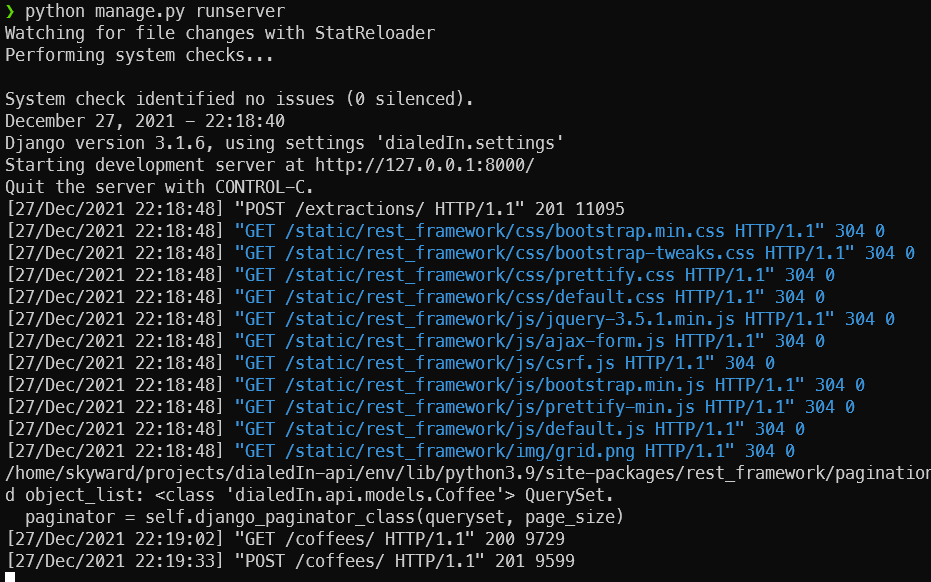 ❯ python manage.py runserver
Watching for file changes with StatReloader
Performing system checks...
System check identified no issues (0 silenced).
December 27, 2021 - 22:18:40
Django version 3.1.6, using settings 'dialedIn.settings'
Starting development server at http://127.0.0.1:8000/
Quit the server with CONTROL-C.
[27/Dec/2021 22:18:48] "POST /extractions/ HTTP/1.1" 201 11095
[27/Dec/2021 22:18:48] "GET /static/rest_framework/css/bootstrap.min.css HTTP/1.1" 304 0
[27/Dec/2021 22:18:48] "GET /static/rest_framework/css/bootstrap-tweaks.css HTTP/1.1" 304 0
[27/Dec/2021 22:18:48] "GET /static/rest_framework/css/prettify.css HTTP/1.1" 304 0
[27/Dec/2021 22:18:48] "GET /static/rest_framework/css/default.css HTTP/1.1" 304 0
[27/Dec/2021 22:18:48] "GET /static/rest_framework/js/jquery-3.5.1.min.js HTTP/1.1" 304 0
[27/Dec/2021 22:18:48] "GET /static/rest_framework/js/ajax-form.js HTTP/1.1" 304 0
[27/Dec/2021 22:18:48] "GET /static/rest_framework/js/csrf.js HTTP/1.1" 304 0
[27/Dec/2021 22:18:48] "GET /static/rest_framework/js/bootstrap.min.js HTTP/1.1" 304 0
[27/Dec/2021 22:18:48] "GET /static/rest_framework/js/prettify-min.js HTTP/1.1" 304 0
[27/Dec/2021 22:18:48] "GET /static/rest_framework/js/default.js HTTP/1.1" 304 0
[27/Dec/2021 22:18:48] "GET /static/rest_framework/img/grid.png HTTP/1.1" 304 0
/home/skyward/projects/dialedIn-api/env/lib/python3.9/site-packages/rest_framework/pagination
d object_list: <class 'dialedIn.api.models.Coffee'> QuerySet.
  paginator = self.django_paginator_class(queryset, page_size)
[27/Dec/2021 22:19:02] "GET /coffees/ HTTP/1.1" 200 9729
[27/Dec/2021 22:19:33] "POST /coffees/ HTTP/1.1" 201 9599